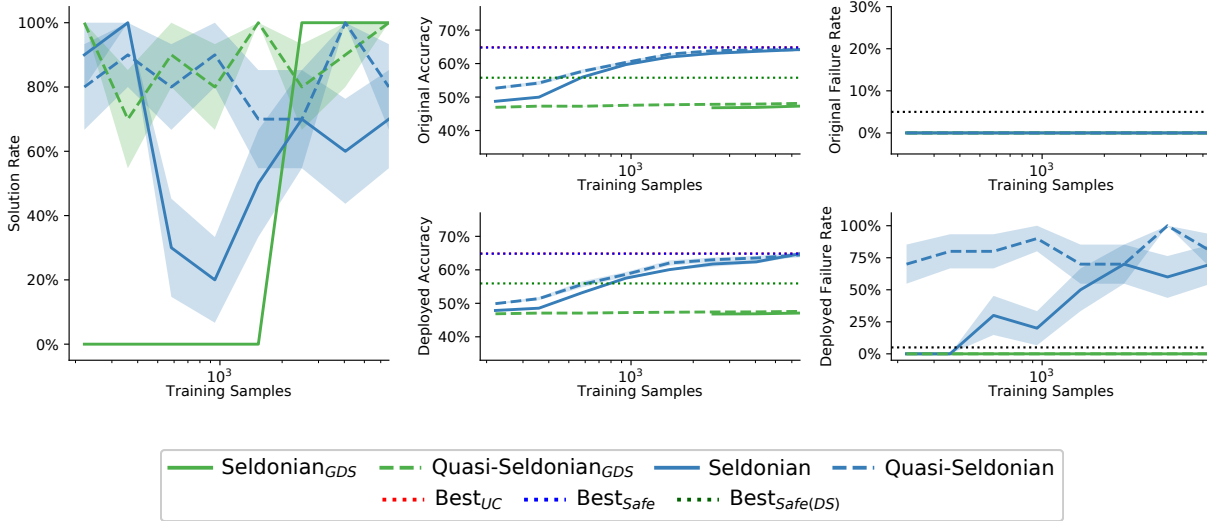 100%
80%
60%
40%
20%
0%
Solution Rate
10³
Training Samples
70%
60%
50%
40%
Original Accuracy
10³
Training Samples
30%
20%
10%
0%
Original Failure Rate
10³
Training Samples
70%
60%
50%
40%
Deployed Accuracy
10³
Training Samples
100%
75%
50%
25%
0%
Deployed Failure Rate
10³
Training Samples
Seldonian_GDS Quasi-Seldonian_GDS Seldonian Quasi-Seldonian
Best_UC Best_Safe Best_Safe(DS)